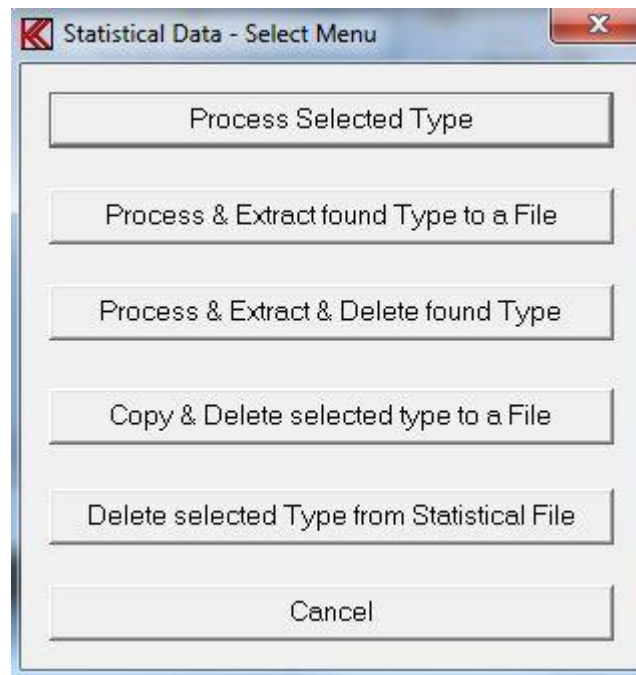 Statistical Data - Select Menu
Process Selected Type
Process & Extract found Type to a File
Process & Extract & Delete found Type
Copy & Delete selected type to a File
Delete selected Type from Statistical File
Cancel